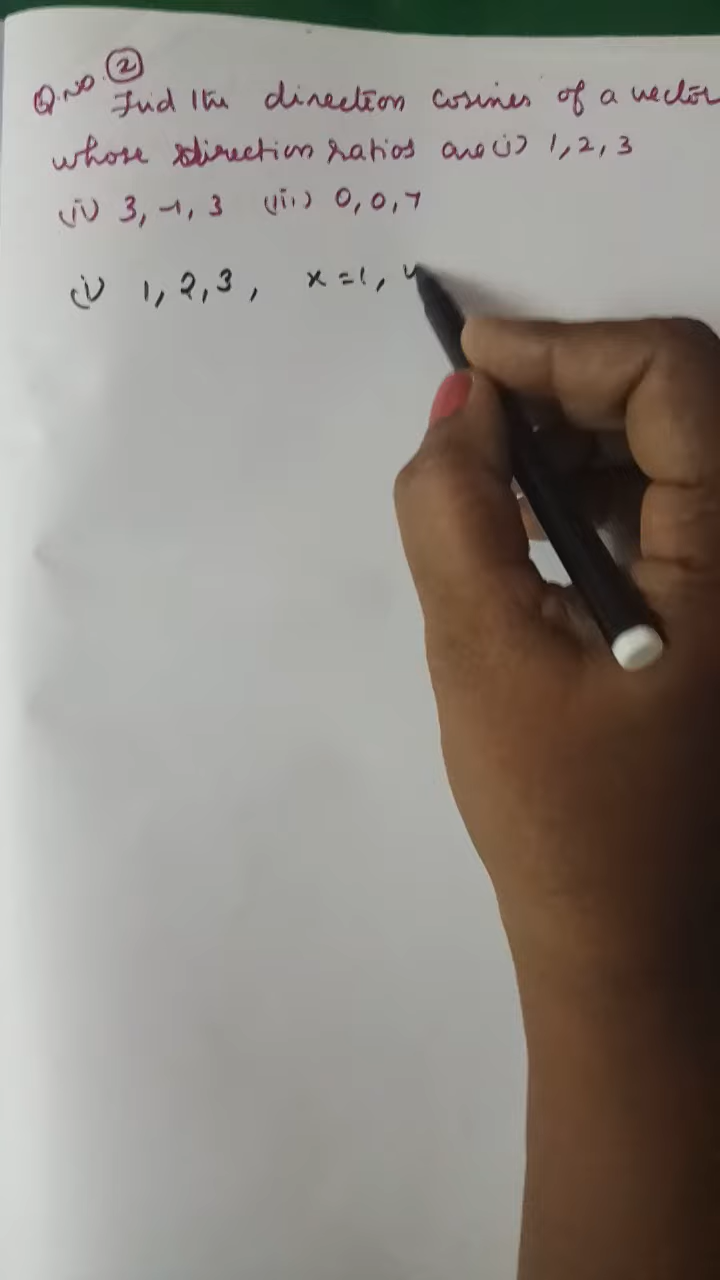 Q.No. ②
Find the direction cosines of a vector
whose direction ratios are (i) 1, 2, 3
(ii) 3, -1, 3 (iii) 0, 0, 7
(i) 1, 2, 3, x = 1, y